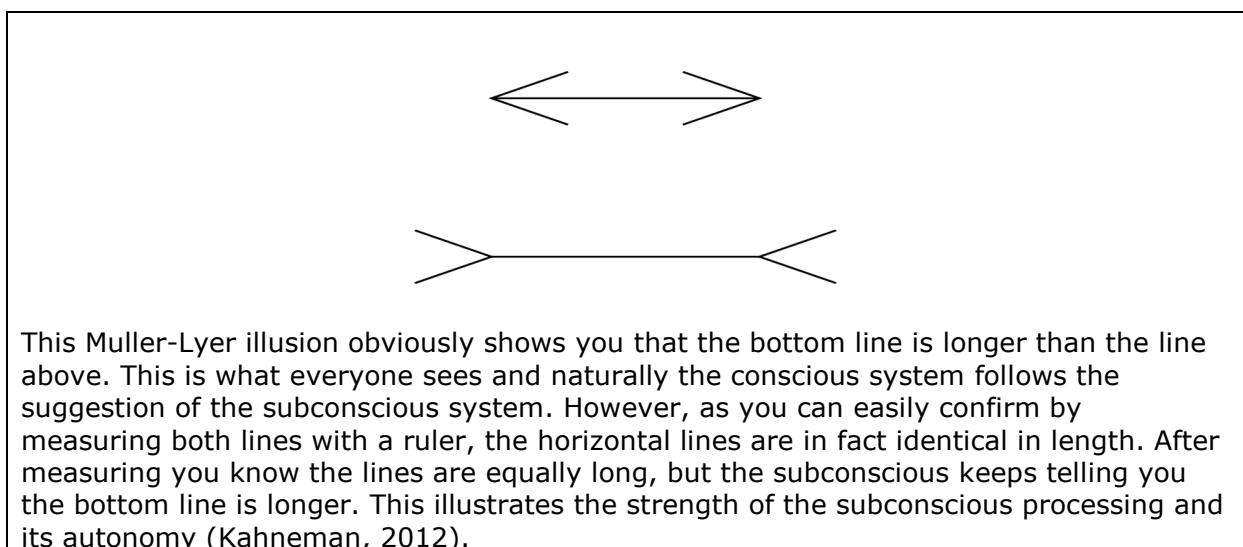 This Muller-Lyer illusion obviously shows you that the bottom line is longer than the line
above. This is what everyone sees and naturally the conscious system follows the
suggestion of the subconscious system. However, as you can easily confirm by
measuring both lines with a ruler, the horizontal lines are in fact identical in length. After
measuring you know the lines are equally long, but the subconscious keeps telling you
the bottom line is longer. This illustrates the strength of the subconscious processing and
its autonomy (Kahneman, 2012).